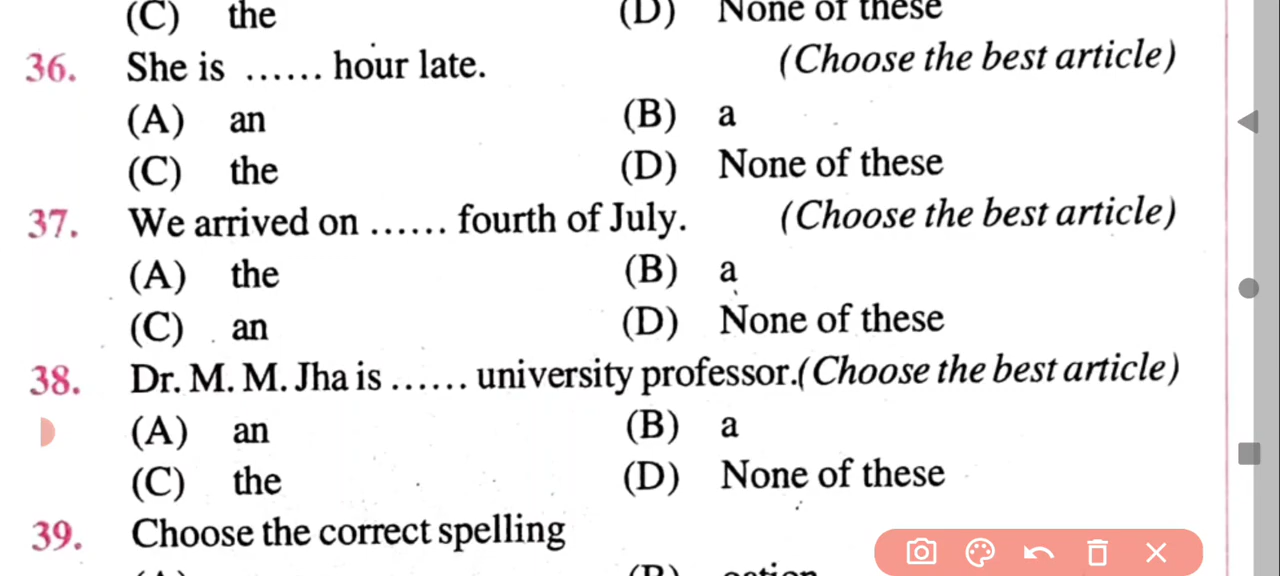 (C) the (D) None of these
36. She is ...... hour late. (Choose the best article)
(A) an (B) a
(C) the (D) None of these
37. We arrived on ...... fourth of July. (Choose the best article)
(A) the (B) a
(C) an (D) None of these
38. Dr. M. M. Jha is ...... university professor.(Choose the best article)
(A) an (B) a
(C) the (D) None of these
39. Choose the correct spelling
(A) (B) action